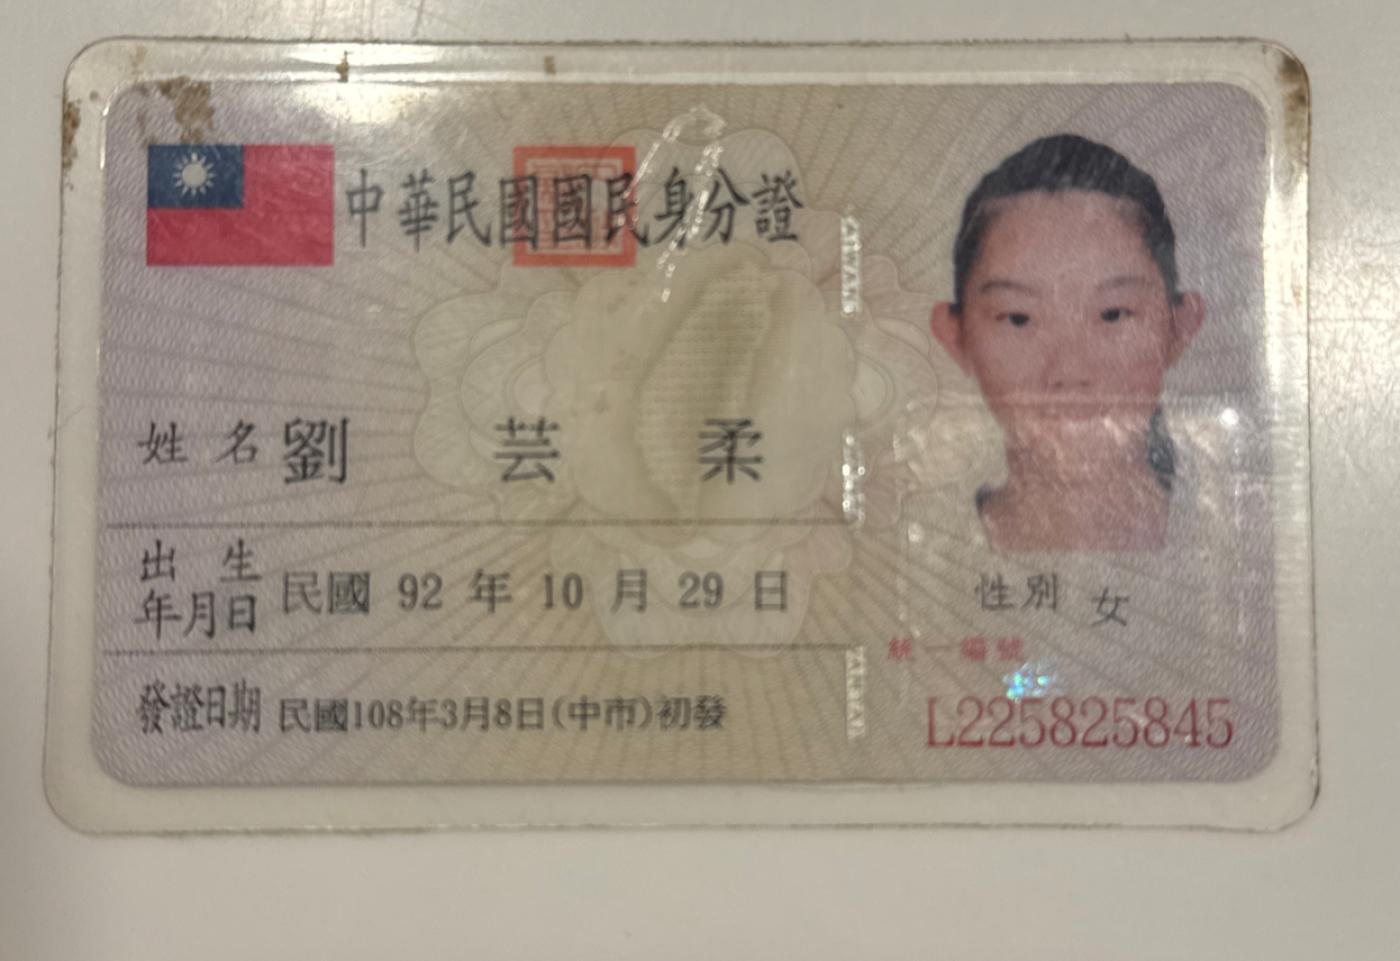 中華民國國民身分證
姓名 劉芸柔
出生年月日 民國 92 年 10 月 29 日
發證日期 民國108年3月8日(中市)初發
性別 女
統一編號
L225825845